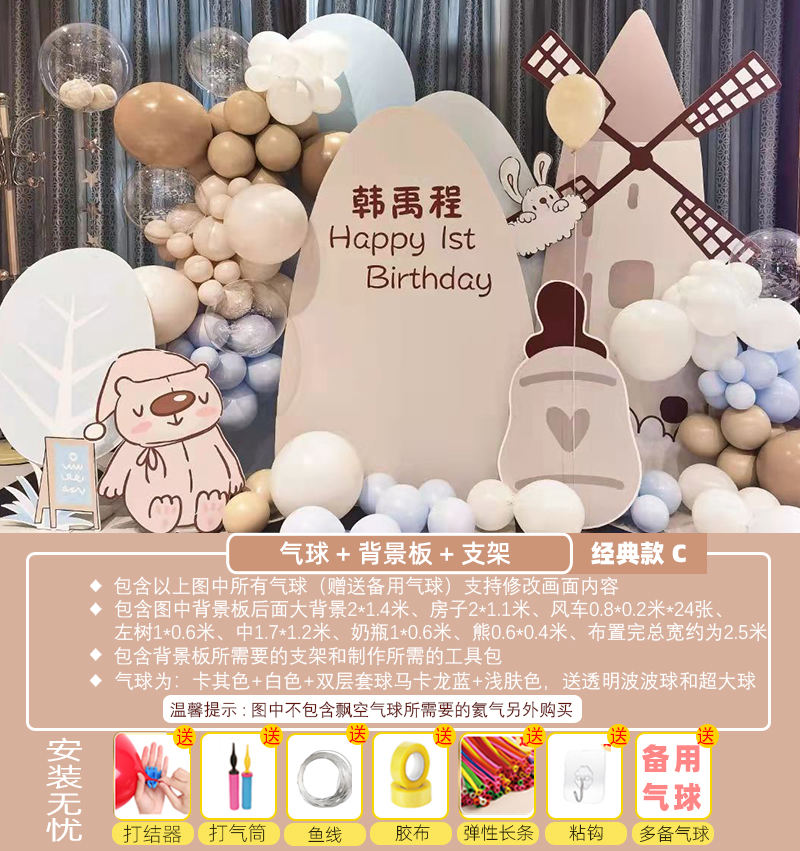 韩禹程
Happy 1st
Birthday
气球 + 背景板 + 支架
经典款 C
◆ 包含以上图中所有气球（赠送备用气球）支持修改画面内容
◆ 包含图中背景板后面大背景2*1.4米、房子2*1.1米、风车0.8*0.2米*24张、
左树1*0.6米、中1.7*1.2米、奶瓶1*0.6米、熊0.6*0.4米、布置完总宽约为2.5米
◆ 包含背景板所需要的支架和制作所需的工具包
◆ 气球为：卡其色+白色+双层套球马卡龙蓝+浅肤色，送透明波波球和超大球
温馨提示 : 图中不包含飘空气球所需要的氦气另外购买
安装无忧
送 送 送 送 送 送 送
备用
气球
打结器 打气筒 鱼线 胶布 弹性长条 粘钩 多备气球